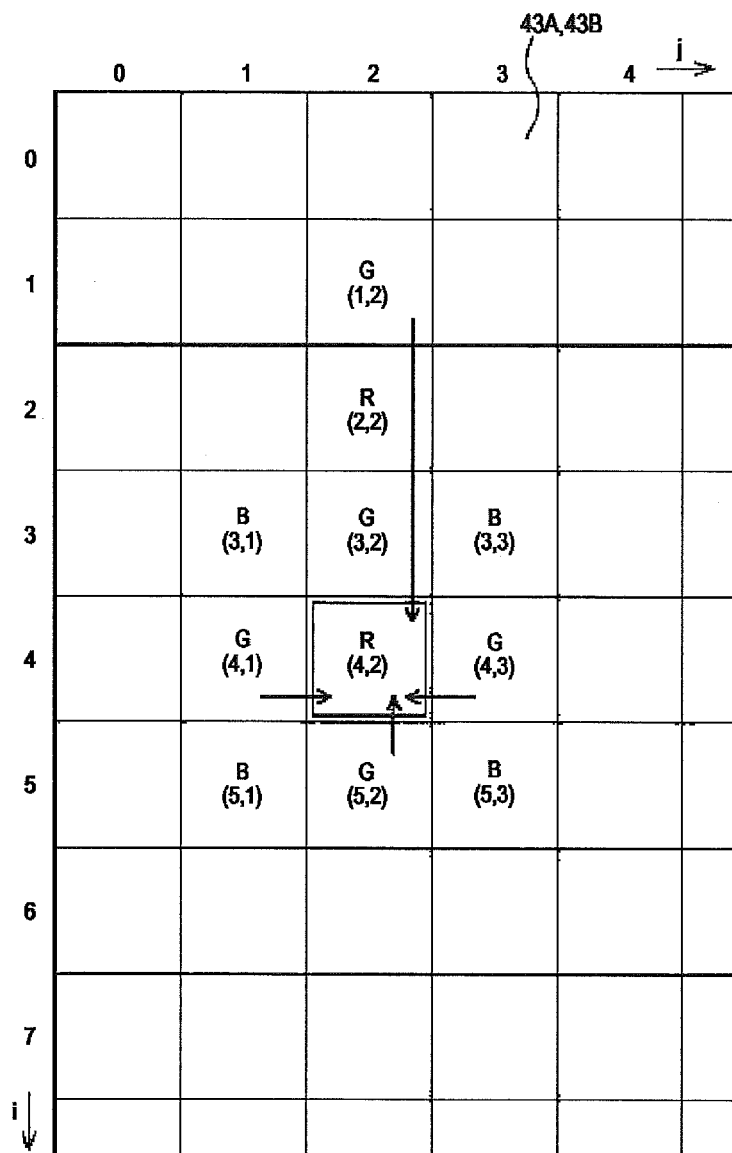 43A,43B
j
0 1 2 3 4
0
1
G
(1,2)
2
R
(2,2)
3
B G B
(3,1) (3,2) (3,3)
4
G R G
(4,1) (4,2) (4,3)
5
B G B
(5,1) (5,2) (5,3)
6
7
i